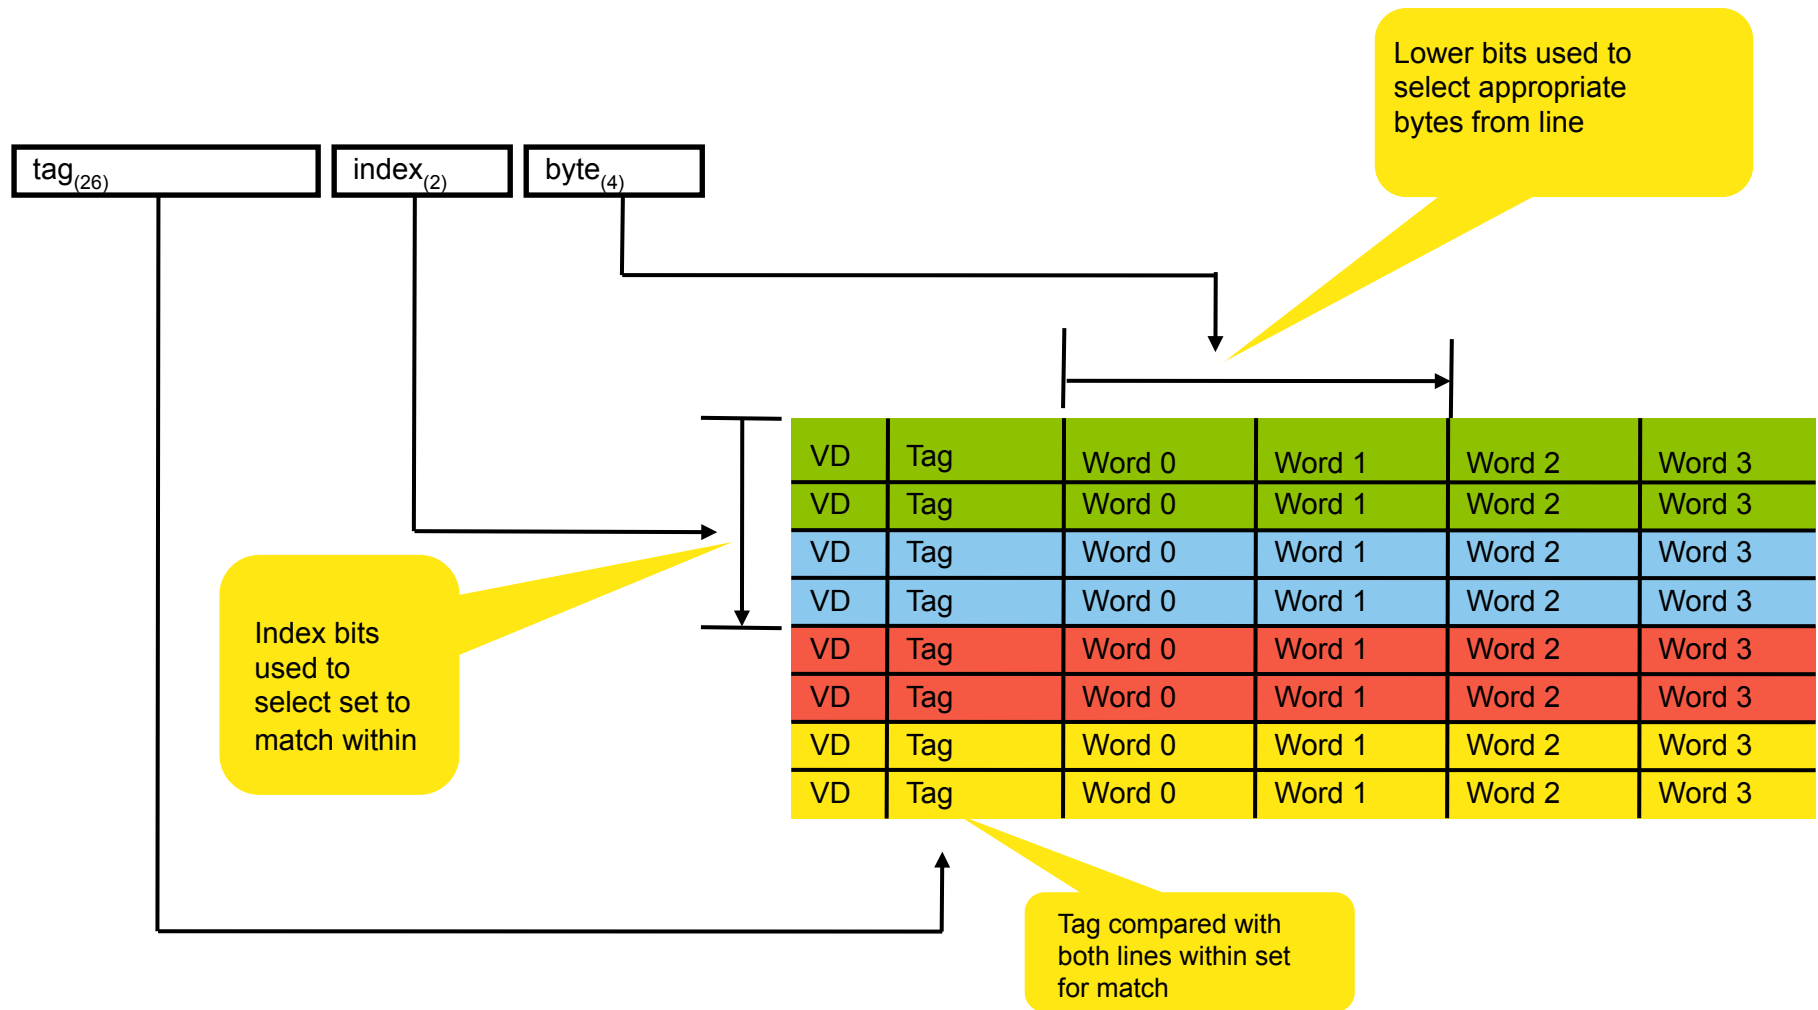 Lower bits used to
select appropriate
bytes from line
tag(26) index(2) byte(4)
VD Tag Word 0 Word 1 Word 2 Word 3
VD Tag Word 0 Word 1 Word 2 Word 3
VD Tag Word 0 Word 1 Word 2 Word 3
VD Tag Word 0 Word 1 Word 2 Word 3
VD Tag Word 0 Word 1 Word 2 Word 3
VD Tag Word 0 Word 1 Word 2 Word 3
VD Tag Word 0 Word 1 Word 2 Word 3
VD Tag Word 0 Word 1 Word 2 Word 3
Index bits
used to
select set to
match within
Tag compared with
both lines within set
for match